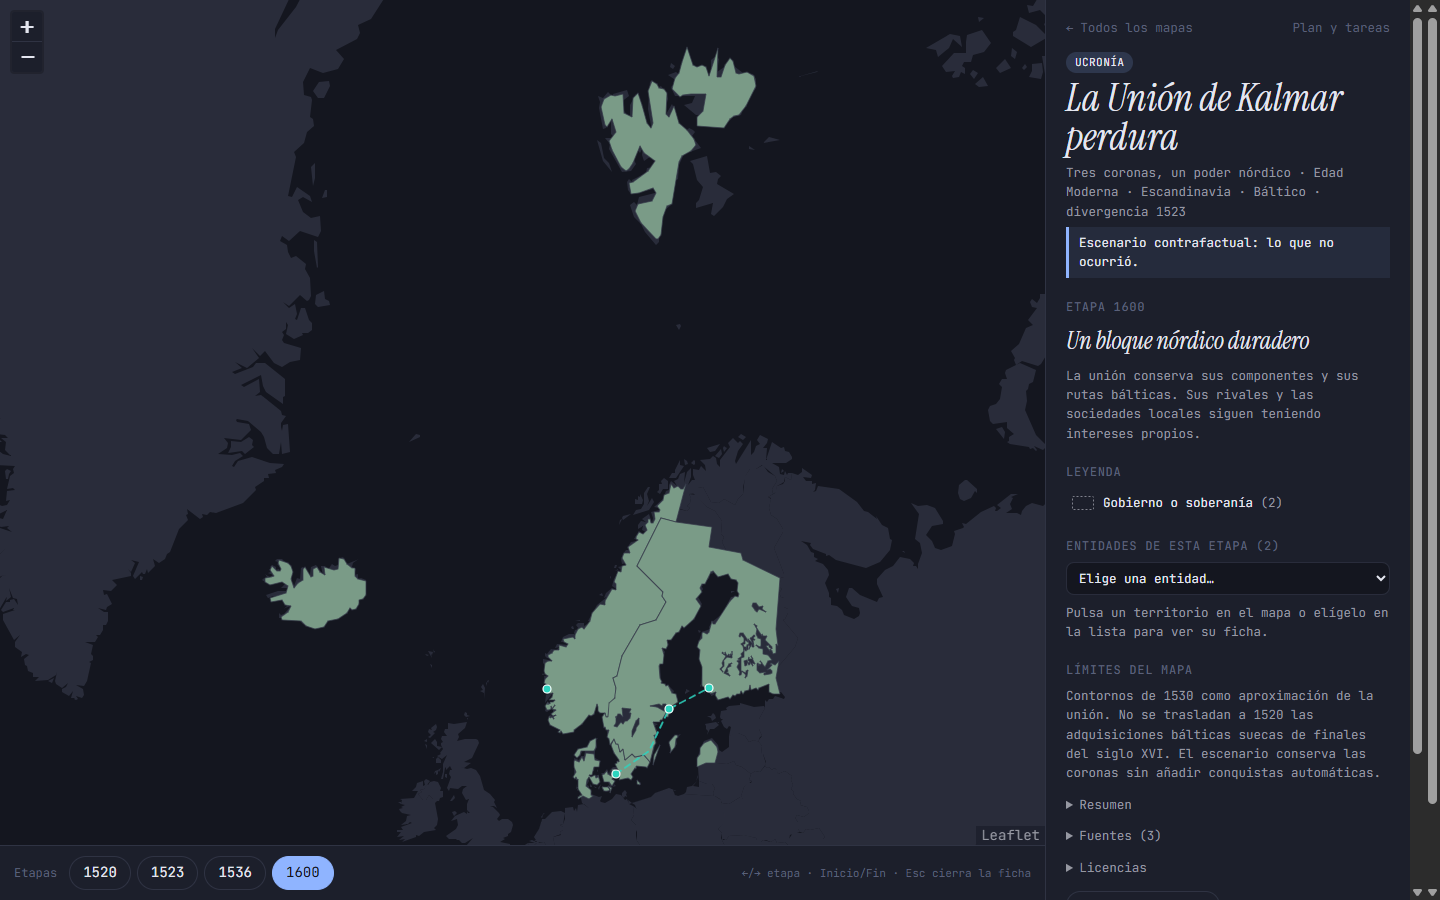 +
−
← Todos los mapas
Plan y tareas
UCRONÍA
La Unión de Kalmar
perdura
Tres coronas, un poder nórdico · Edad
Moderna · Escandinavia · Báltico ·
divergencia 1523
Escenario contrafactual: lo que no
ocurrió.
ETAPA 1600
Un bloque nórdico duradero
La unión conserva sus componentes y sus
rutas bálticas. Sus rivales y las
sociedades locales siguen teniendo
intereses propios.
LEYENDA
Gobierno o soberanía (2)
ENTIDADES DE ESTA ETAPA (2)
Elige una entidad…
Pulsa un territorio en el mapa o elígelo en
la lista para ver su ficha.
LÍMITES DEL MAPA
Contornos de 1530 como aproximación de la
unión. No se trasladan a 1520 las
adquisiciones bálticas suecas de finales
del siglo XVI. El escenario conserva las
coronas sin añadir conquistas automáticas.
▶ Resumen
▶ Fuentes (3)
▶ Licencias
Leaflet
Etapas 1520 1523 1536 1600
←/→ etapa · Inicio/Fin · Esc cierra la ficha